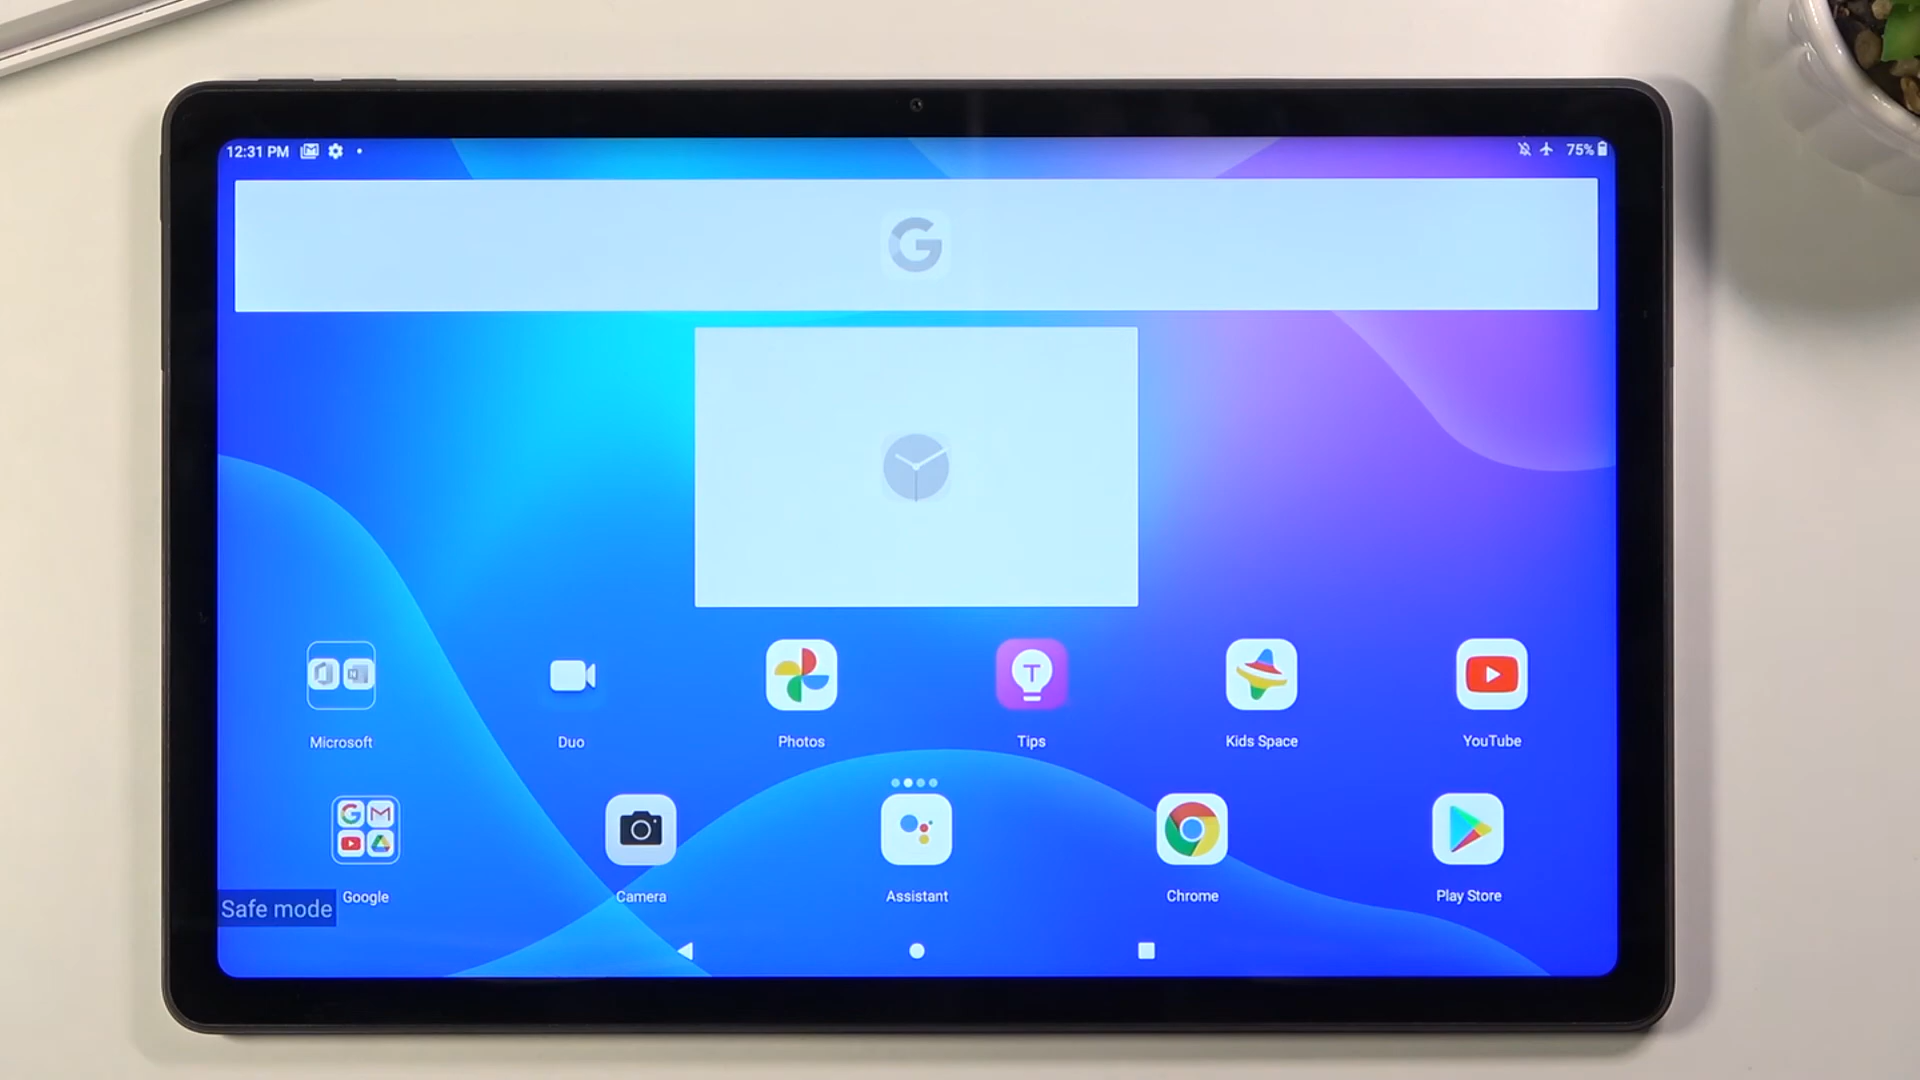 12:31 PM
75%
G
T
Microsoft
Duo
Photos
Tips
Kids Space
YouTube
G
Google
Camera
Assistant
Chrome
Play Store
Safe mode